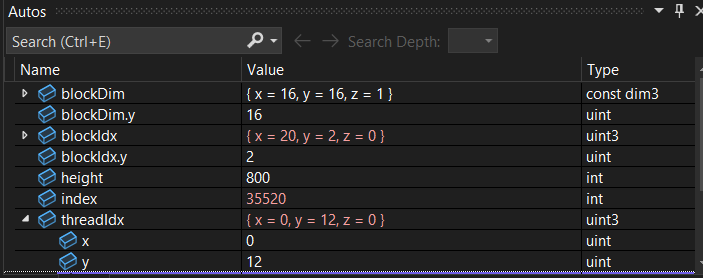 Autos
Search (Ctrl+E) Search Depth:
Name Value Type
blockDim { x = 16, y = 16, z = 1 } const dim3
blockDim.y 16 uint
blockIdx { x = 20, y = 2, z = 0 } uint3
blockIdx.y 2 uint
height 800 int
index 35520 int
threadIdx { x = 0, y = 12, z = 0 } uint3
x 0 uint
y 12 uint